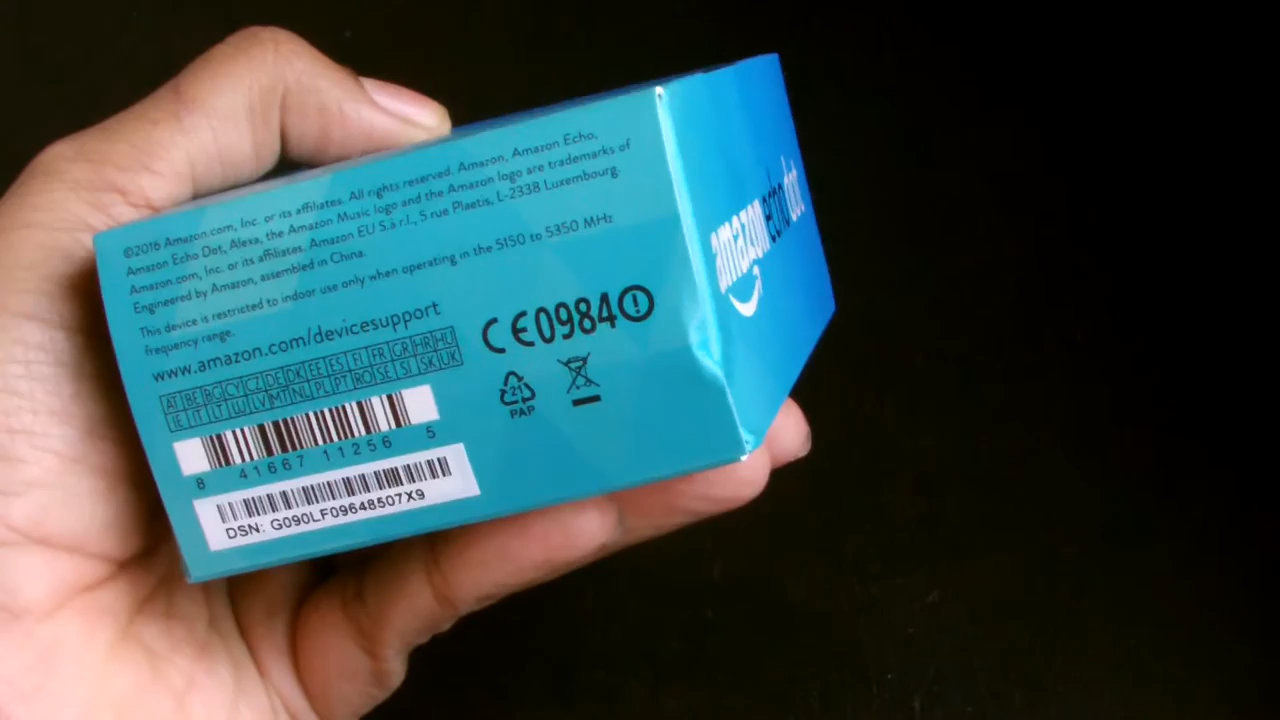 ©2016 Amazon.com, Inc. or its affiliates. All rights reserved. Amazon, Amazon Echo,
Amazon Echo Dot, Alexa, the Amazon Music logo and the Amazon logo are trademarks of
Amazon.com, Inc. or its affiliates. Amazon EU S.à r.l., 5 rue Plaetis, L-2338 Luxembourg.
Engineered by Amazon, assembled in China.
This device is restricted to indoor use only when operating in the 5150 to 5350 MHz
frequency range.
www.amazon.com/devicesupport
AT BE BG CY CZ DE DK EE ES FI FR GR HR HU
IE IT LT LU LV MT NL PL PT RO SE SI SK UK
8 41667 11256 5
DSN: G090LF09648507X9
CE0984
21
PAP
amazon echo dot